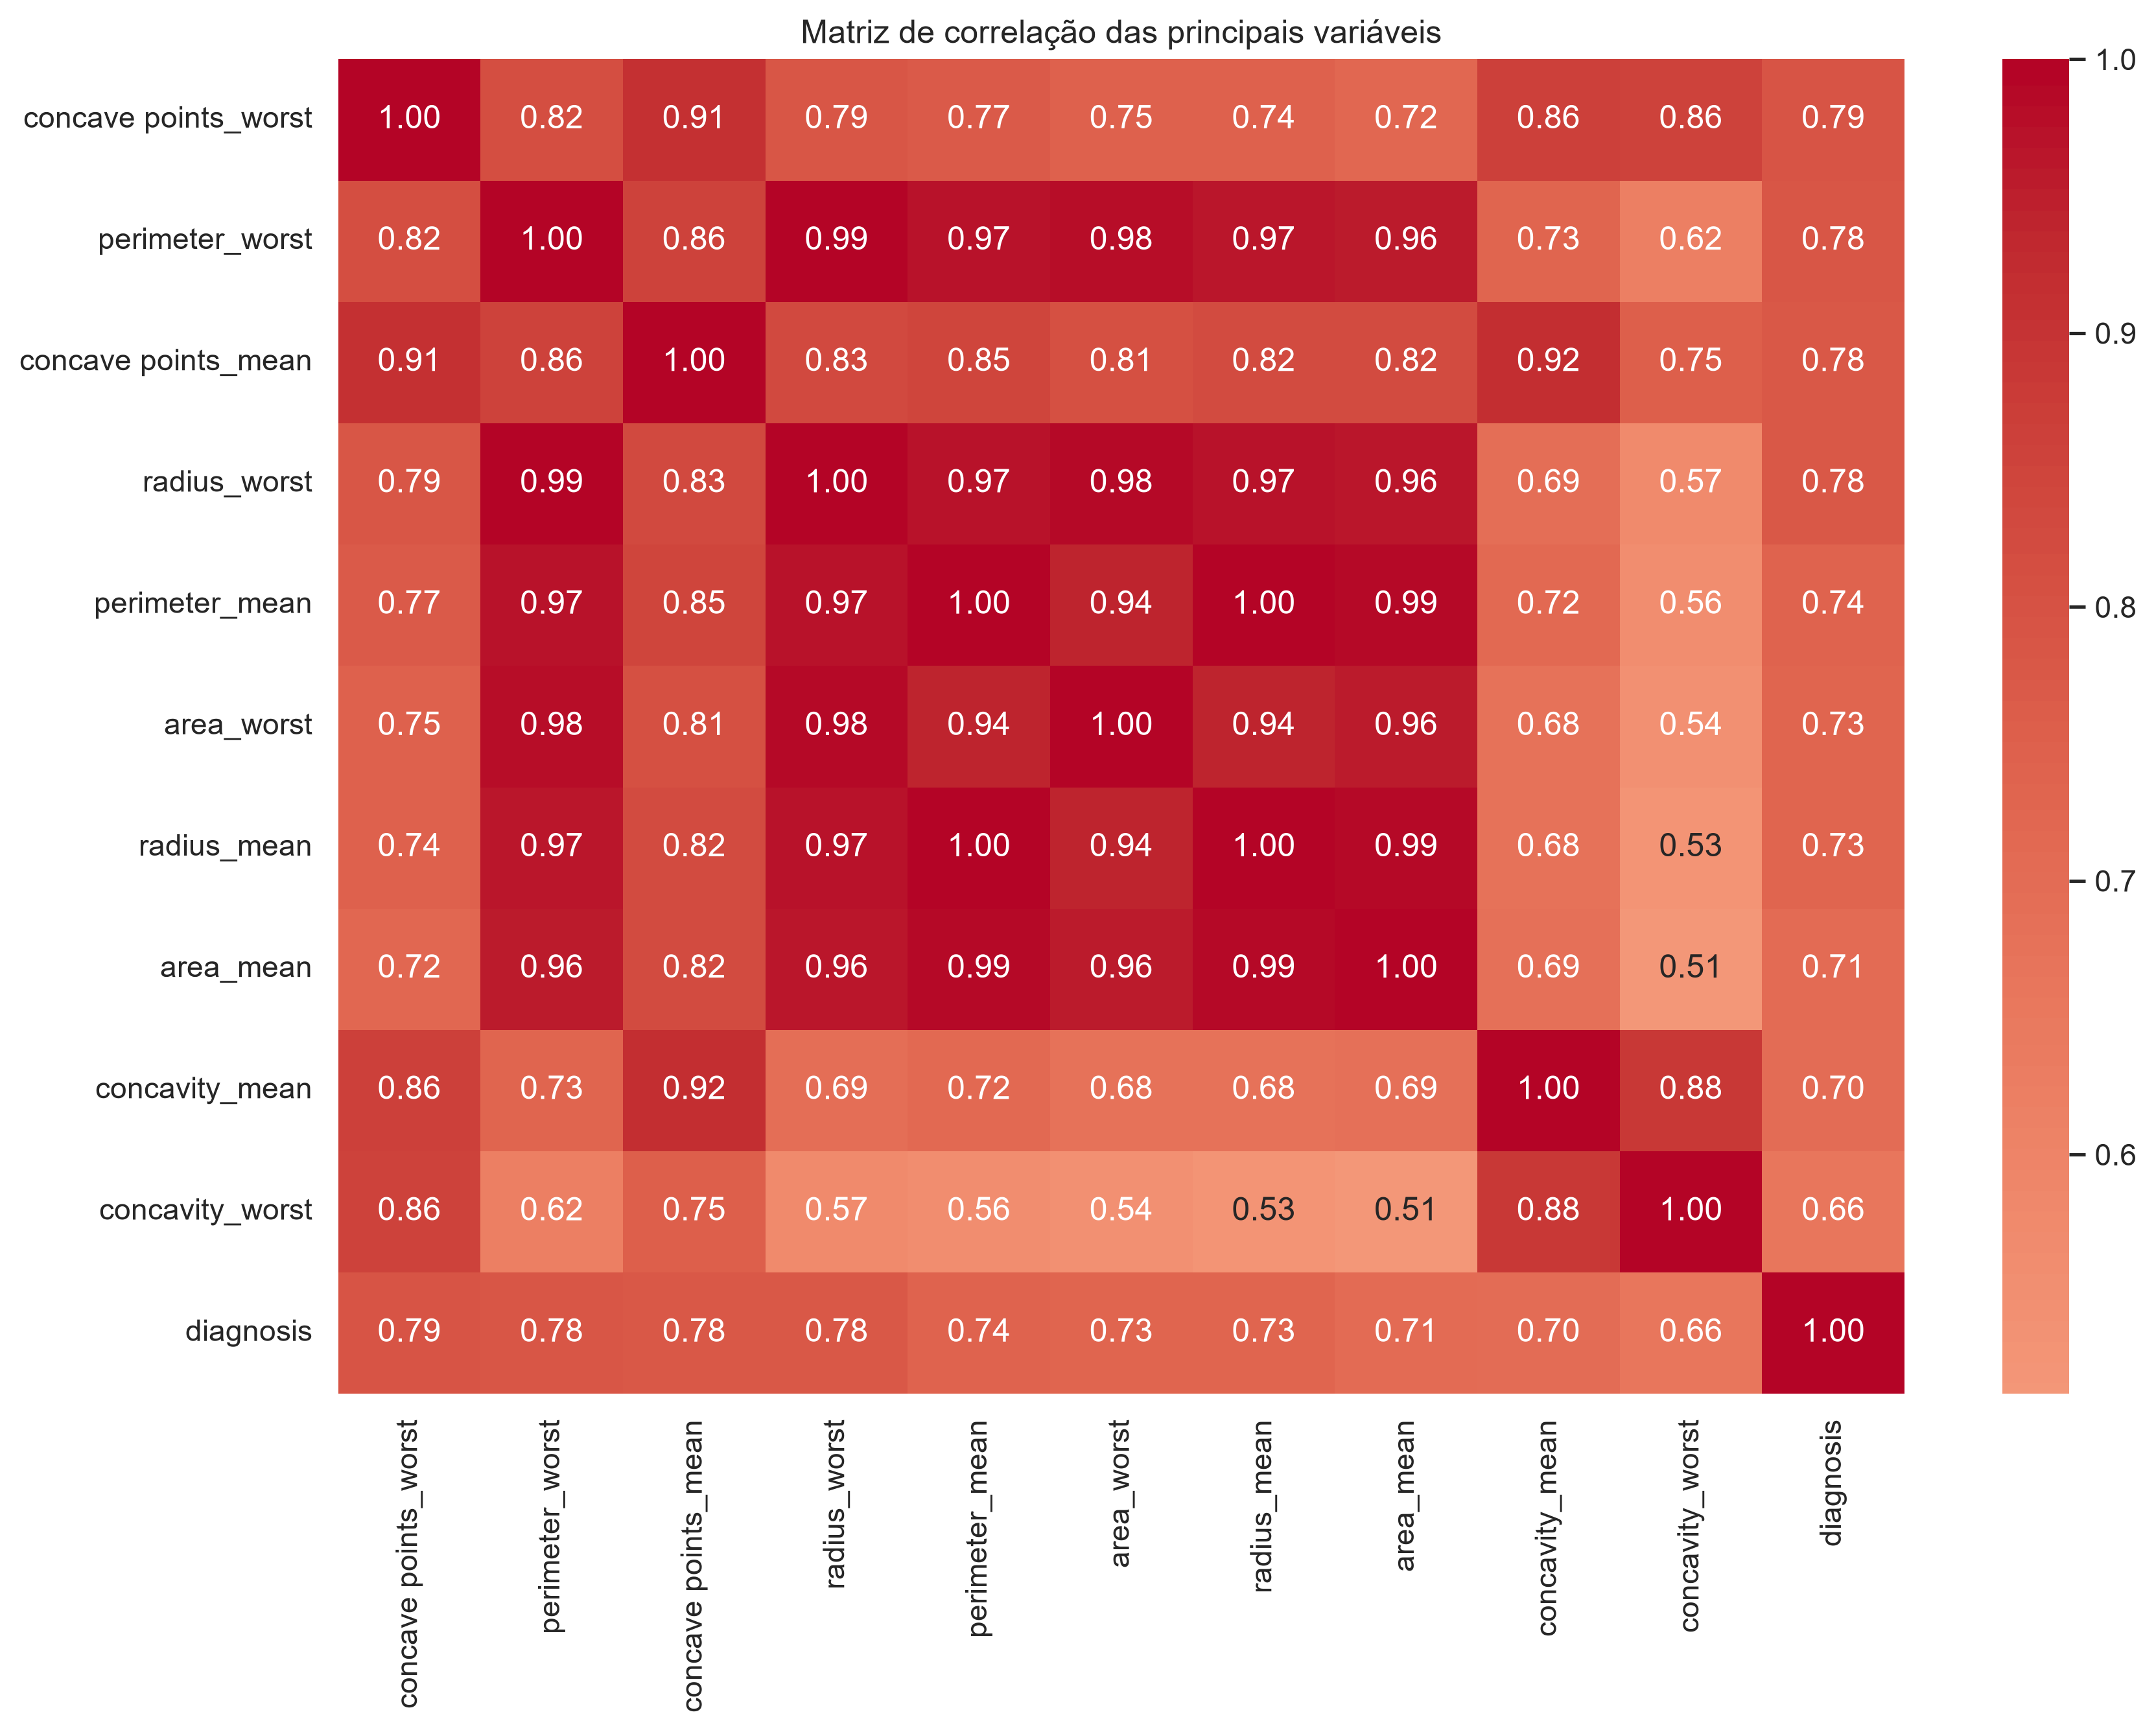 Matriz de correlação das principais variáveis
concave points_worst 1.00 0.82 0.91 0.79 0.77 0.75 0.74 0.72 0.86 0.86 0.79
perimeter_worst 0.82 1.00 0.86 0.99 0.97 0.98 0.97 0.96 0.73 0.62 0.78
concave points_mean 0.91 0.86 1.00 0.83 0.85 0.81 0.82 0.82 0.92 0.75 0.78
radius_worst 0.79 0.99 0.83 1.00 0.97 0.98 0.97 0.96 0.69 0.57 0.78
perimeter_mean 0.77 0.97 0.85 0.97 1.00 0.94 1.00 0.99 0.72 0.56 0.74
area_worst 0.75 0.98 0.81 0.98 0.94 1.00 0.94 0.96 0.68 0.54 0.73
radius_mean 0.74 0.97 0.82 0.97 1.00 0.94 1.00 0.99 0.68 0.53 0.73
area_mean 0.72 0.96 0.82 0.96 0.99 0.96 0.99 1.00 0.69 0.51 0.71
concavity_mean 0.86 0.73 0.92 0.69 0.72 0.68 0.68 0.69 1.00 0.88 0.70
concavity_worst 0.86 0.62 0.75 0.57 0.56 0.54 0.53 0.51 0.88 1.00 0.66
diagnosis 0.79 0.78 0.78 0.78 0.74 0.73 0.73 0.71 0.70 0.66 1.00
concave points_worst
perimeter_worst
concave points_mean
radius_worst
perimeter_mean
area_worst
radius_mean
area_mean
concavity_mean
concavity_worst
diagnosis
1.0
0.9
0.8
0.7
0.6